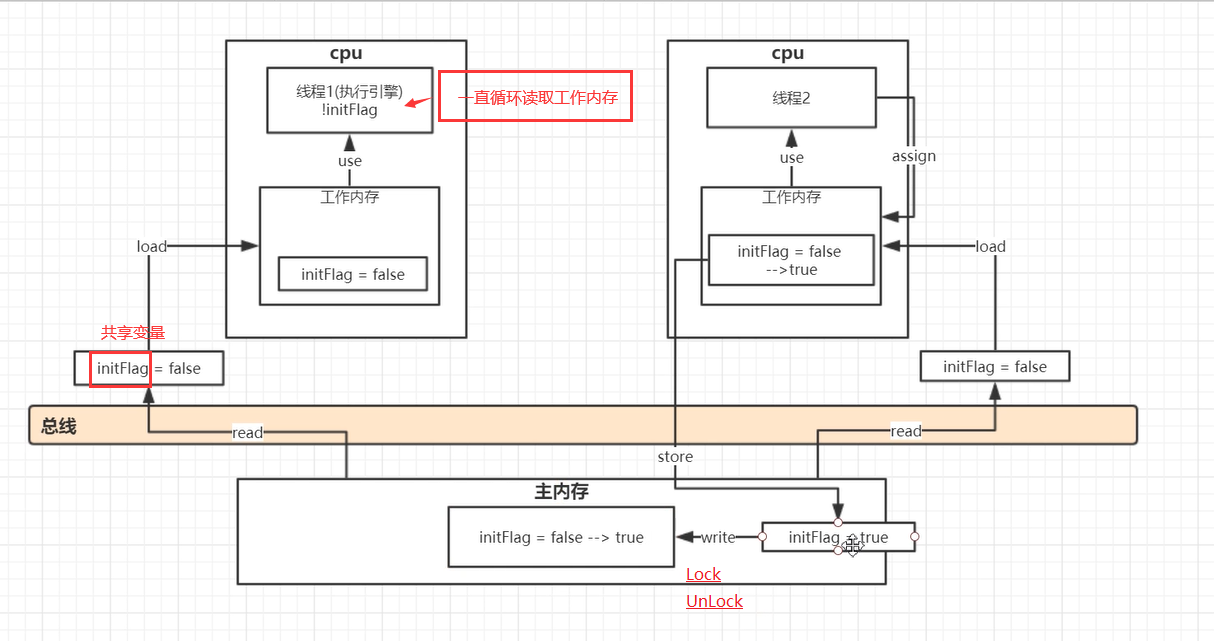 cpu
线程1(执行引擎)
!initFlag
一直循环读取工作内存
use
工作内存
initFlag = false
load
共享变量
initFlag = false
cpu
线程2
use
assign
工作内存
initFlag = false
-->true
load
initFlag = false
总线
read
read
store
主内存
initFlag = false --> true
write
initFlag = true
Lock
UnLock